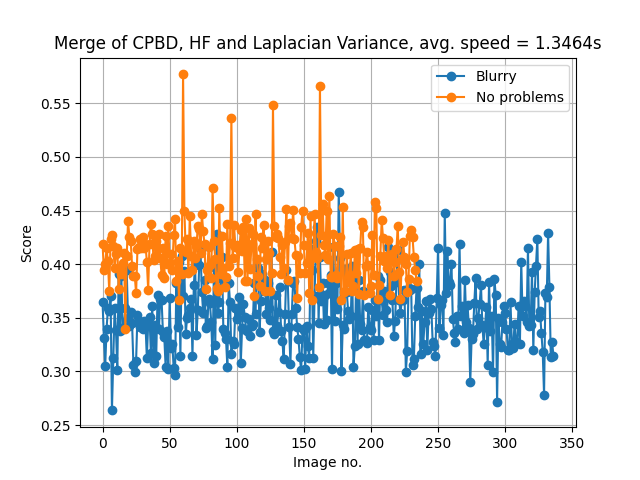 Merge of CPBD, HF and Laplacian Variance, avg. speed = 1.3464s
Blurry
No problems
0.55
0.50
0.45
0.40
0.35
0.30
0.25
Score
0 50 100 150 200 250 300 350
Image no.